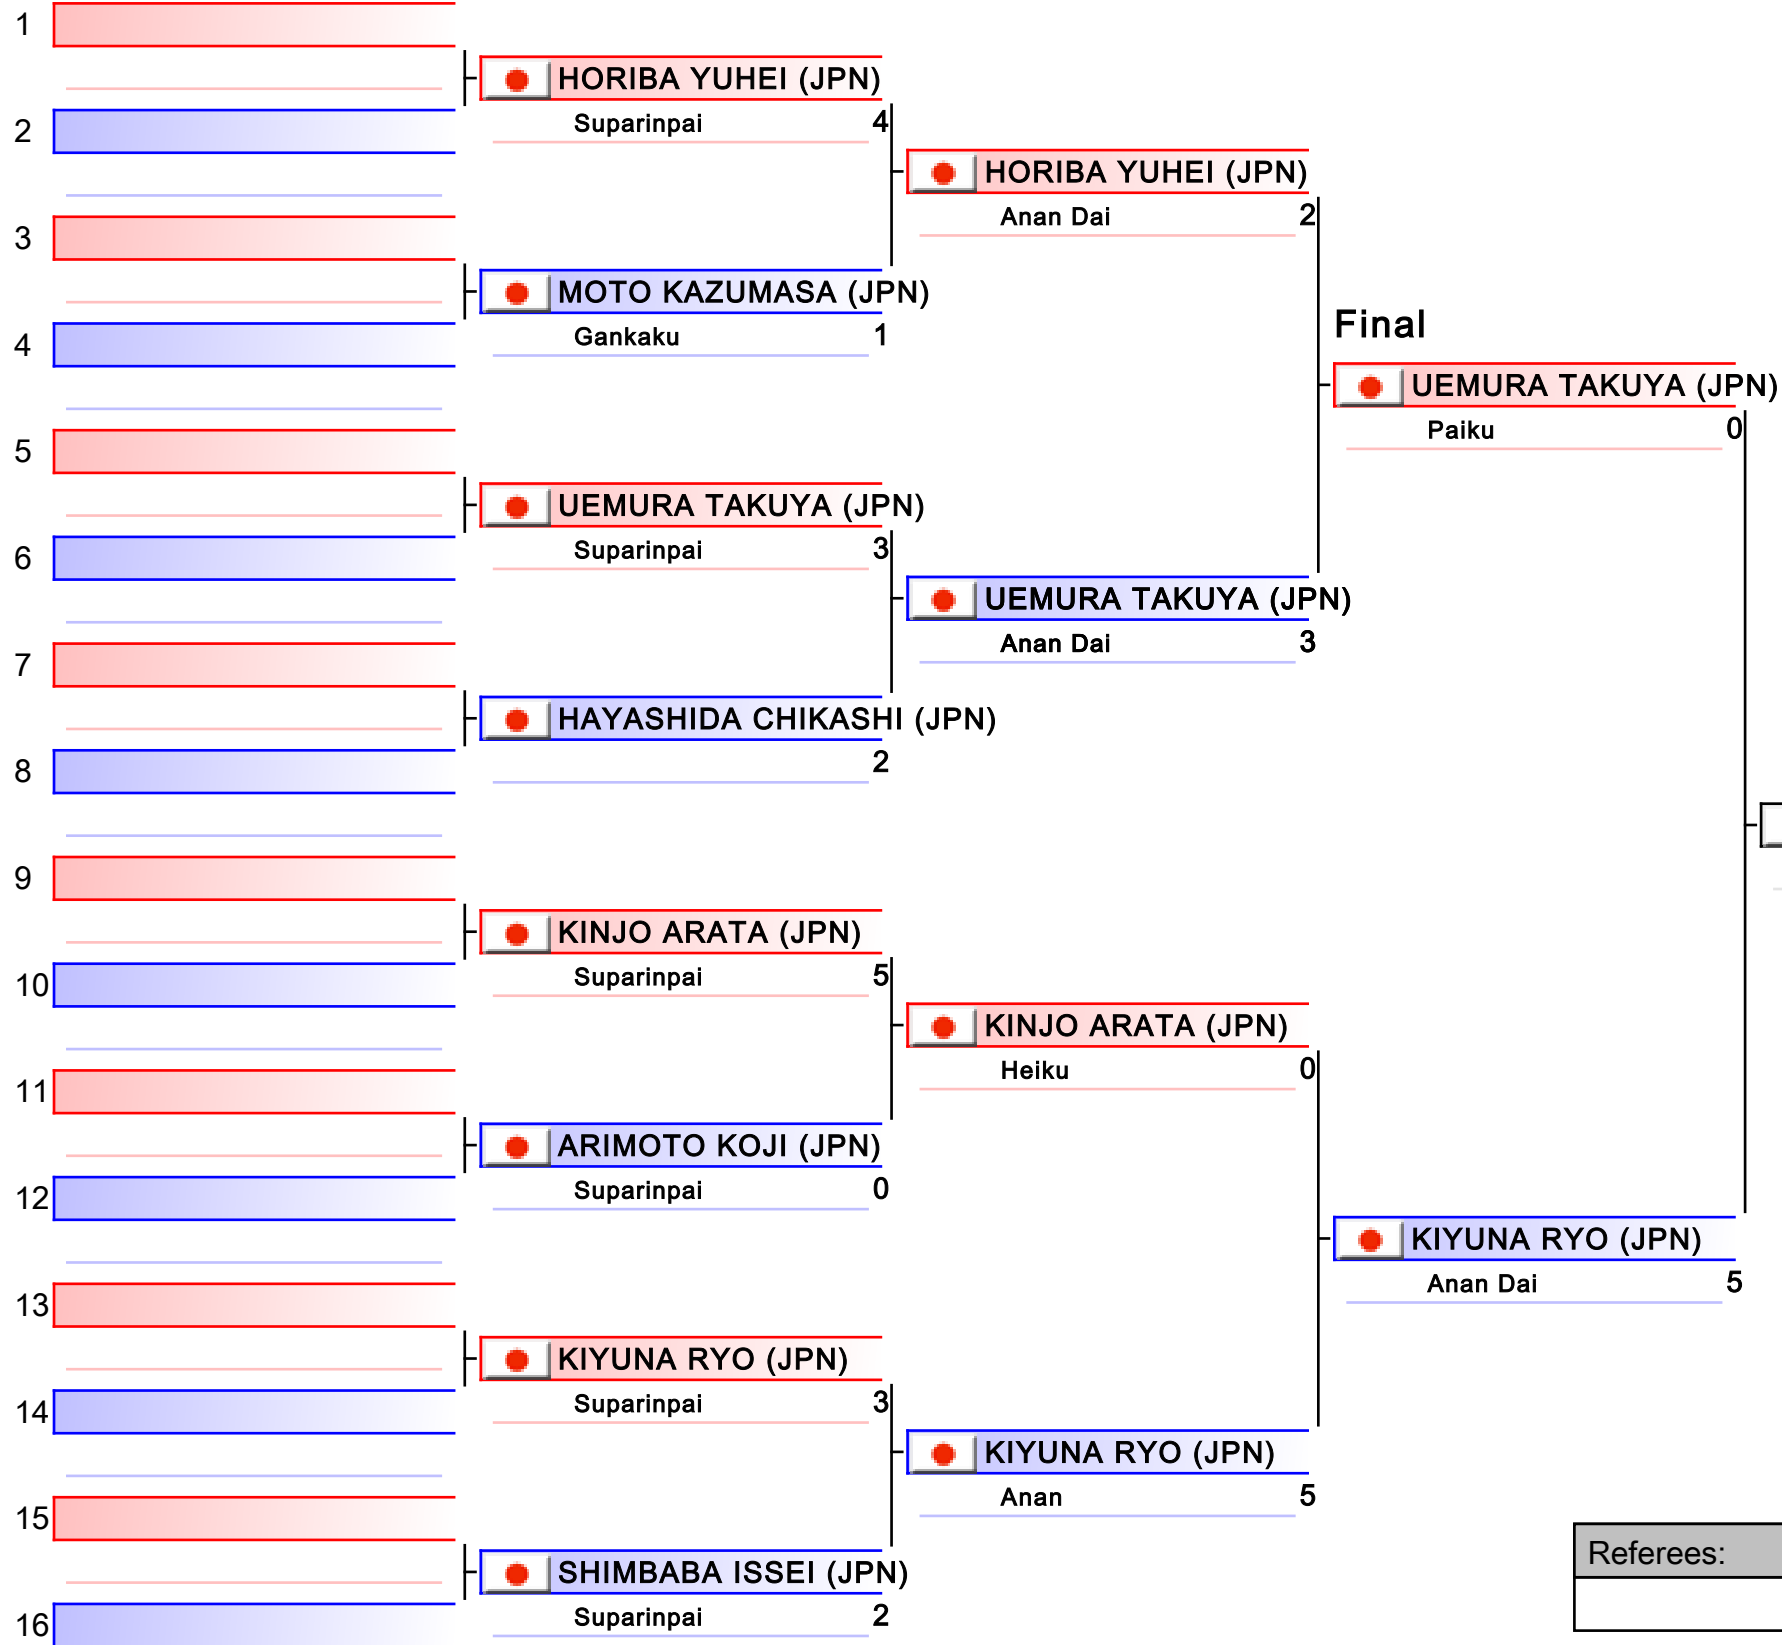 1
HORIBA YUHEI (JPN)
2
Suparinpai 4
HORIBA YUHEI (JPN)
Anan Dai 2
3
MOTO KAZUMASA (JPN)
Gankaku 1
4
Final
UEMURA TAKUYA (JPN)
Paiku 0
5
UEMURA TAKUYA (JPN)
6
Suparinpai 3
UEMURA TAKUYA (JPN)
Anan Dai 3
7
HAYASHIDA CHIKASHI (JPN)
2
8
9
KINJO ARATA (JPN)
10
Suparinpai 5
KINJO ARATA (JPN)
Heiku 0
11
ARIMOTO KOJI (JPN)
12
Suparinpai 0
KIYUNA RYO (JPN)
Anan Dai 5
13
KIYUNA RYO (JPN)
14
Suparinpai 3
KIYUNA RYO (JPN)
Anan 5
15
SHIMBABA ISSEI (JPN)
16
Suparinpai 2
Referees: